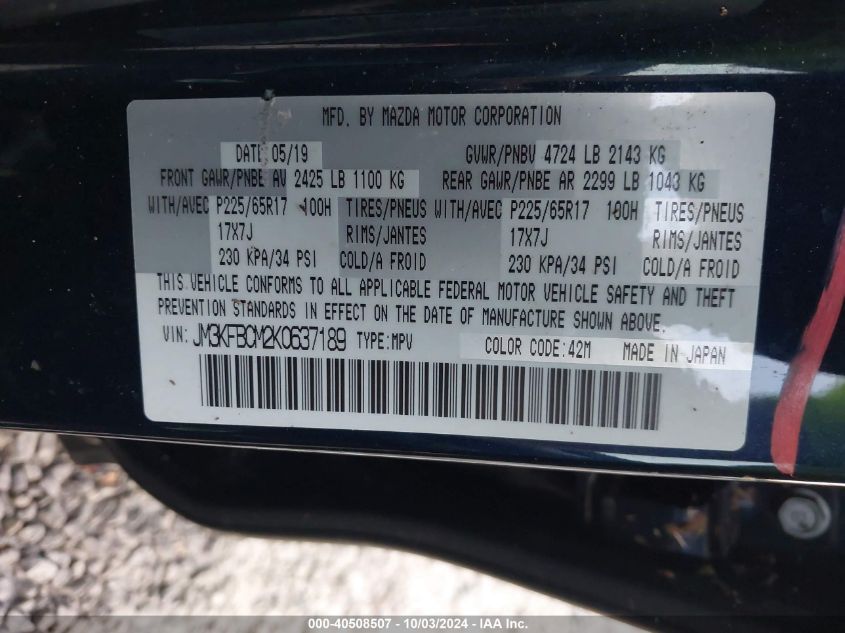 MFD. BY MAZDA MOTOR CORPORATION
DATE 05/19 GVWR/PNBV 4724 LB 2143 KG
FRONT GAWR/PNBE AV 2425 LB 1100 KG REAR GAWR/PNBE AR 2299 LB 1043 KG
WITH/AVEC P225/65R17 100H TIRES/PNEUS WITH/AVEC P225/65R17 100H TIRES/PNEUS
17X7J RIMS/JANTES 17X7J RIMS/JANTES
230 KPA/34 PSI COLD/A FROID 230 KPA/34 PSI COLD/A FROID
THIS VEHICLE CONFORMS TO ALL APPLICABLE FEDERAL MOTOR VEHICLE SAFETY AND THEFT
PREVENTION STANDARDS IN EFFECT ON THE DATE OF MANUFACTURE SHOWN ABOVE.
VIN: JM3KFBCM2K0637189 TYPE:MPV COLOR CODE:42M MADE IN JAPAN
000-40508507 - 10/03/2024 - IAA Inc.